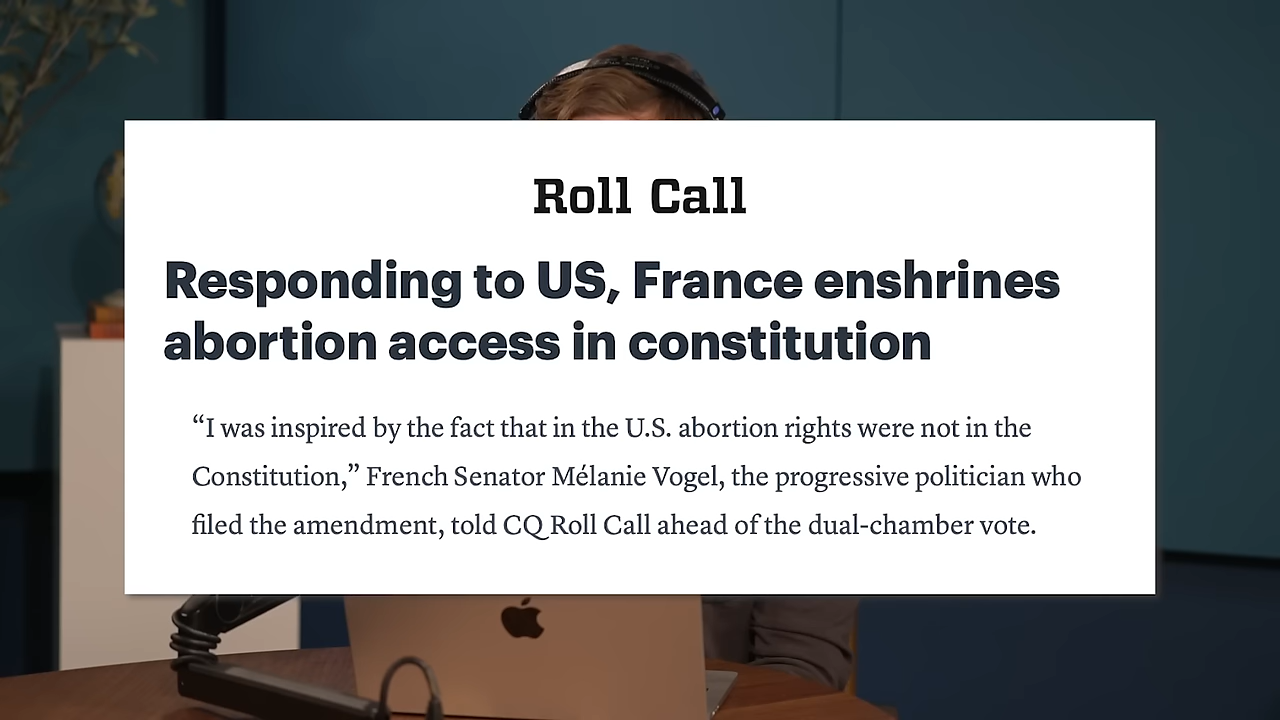 Roll Call
Responding to US, France enshrines
abortion access in constitution
“I was inspired by the fact that in the U.S. abortion rights were not in the
Constitution,” French Senator Mélanie Vogel, the progressive politician who
filed the amendment, told CQ Roll Call ahead of the dual-chamber vote.